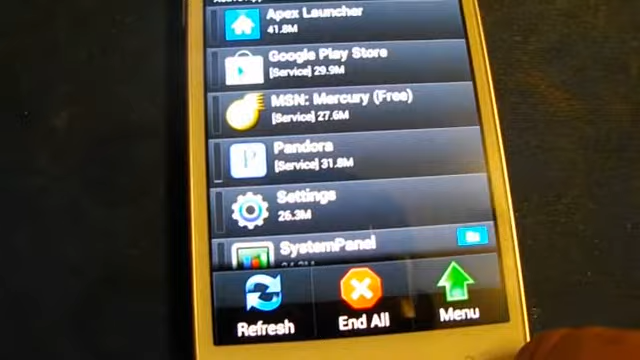 Apex Launcher
41.8M
Google Play Store
[Service] 29.9M
MSN: Mercury (Free)
[Service] 27.6M
P
Pandora
[Service] 31.8M
Settings
26.3M
SystemPanel
Refresh
End All
Menu